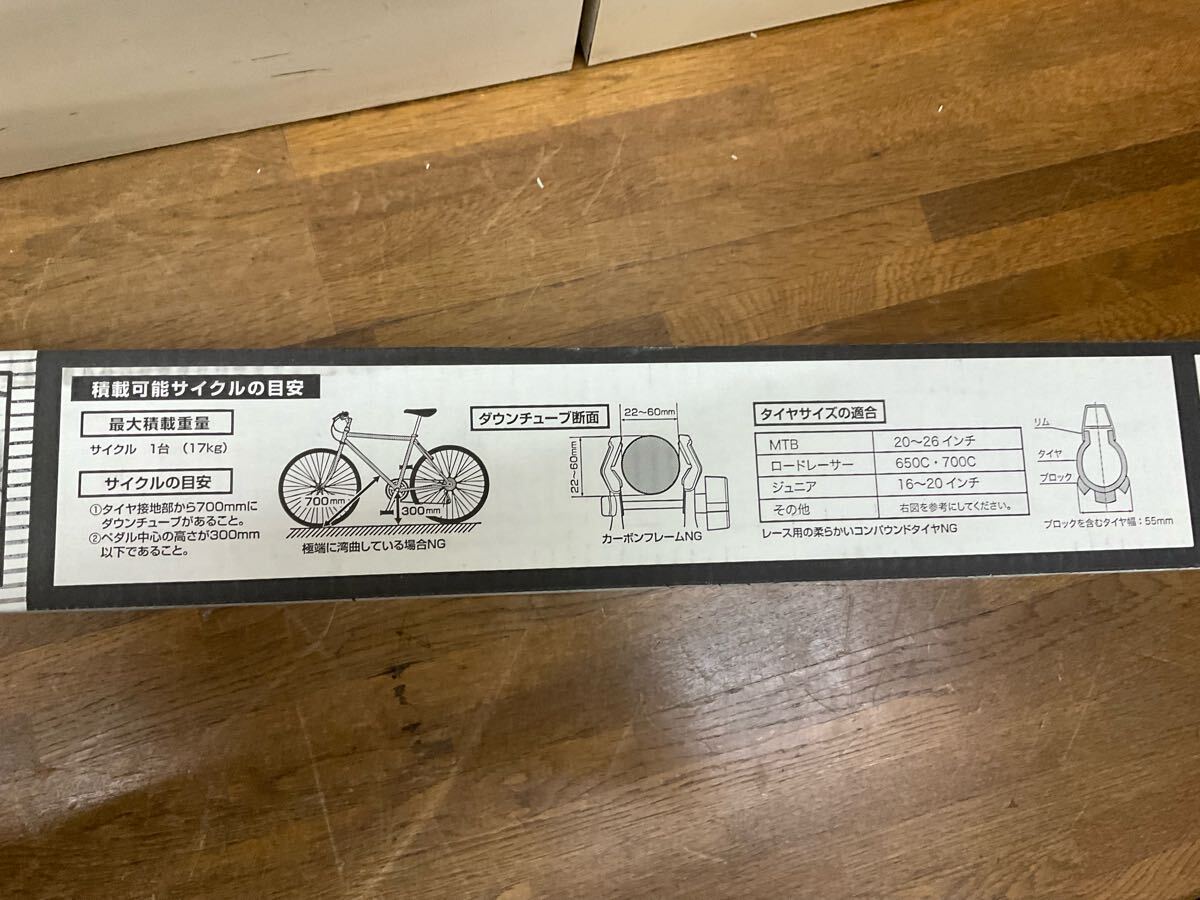 積載可能サイクルの目安
最大積載重量
サイクル 1台 (17kg)
サイクルの目安
①タイヤ接地部から700mmに
ダウンチューブがあること。
②ペダル中心の高さが300mm
以下であること。
700mm
300mm
極端に湾曲している場合NG
ダウンチューブ断面
22〜60mm
22〜60mm
カーボンフレームNG
タイヤサイズの適合
MTB 20〜26インチ
ロードレーサー 650C・700C
ジュニア 16〜20インチ
その他 右図を参考にしてください。
レース用の柔らかいコンパウンドタイヤNG
リム
タイヤ
ブロック
ブロックを含むタイヤ幅：55mm